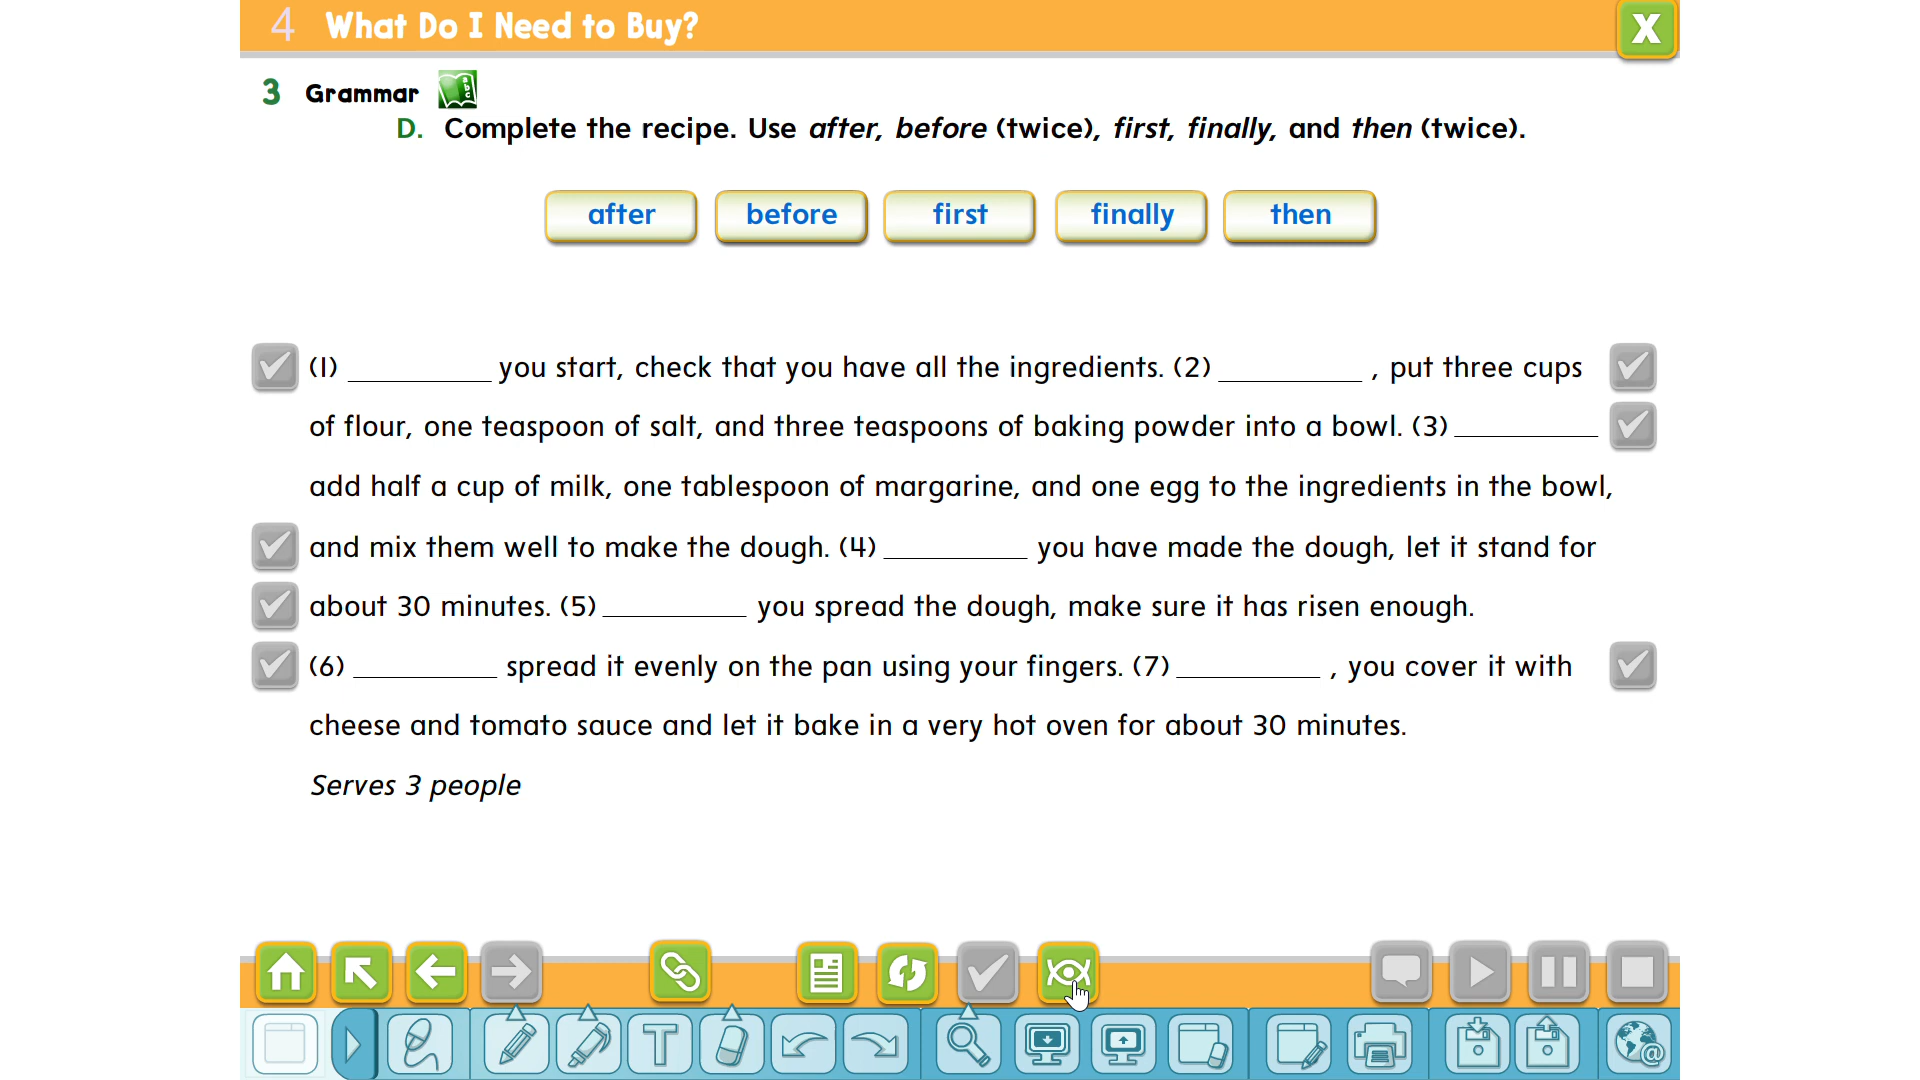 4 What Do I Need to Buy?
X
3 Grammar
D. Complete the recipe. Use after, before (twice), first, finally, and then (twice).
after before first finally then
(1) __________ you start, check that you have all the ingredients. (2) __________ , put three cups
of flour, one teaspoon of salt, and three teaspoons of baking powder into a bowl. (3) __________
add half a cup of milk, one tablespoon of margarine, and one egg to the ingredients in the bowl,
and mix them well to make the dough. (4) __________ you have made the dough, let it stand for
about 30 minutes. (5) __________ you spread the dough, make sure it has risen enough.
(6) __________ spread it evenly on the pan using your fingers. (7) __________ , you cover it with
cheese and tomato sauce and let it bake in a very hot oven for about 30 minutes.
Serves 3 people